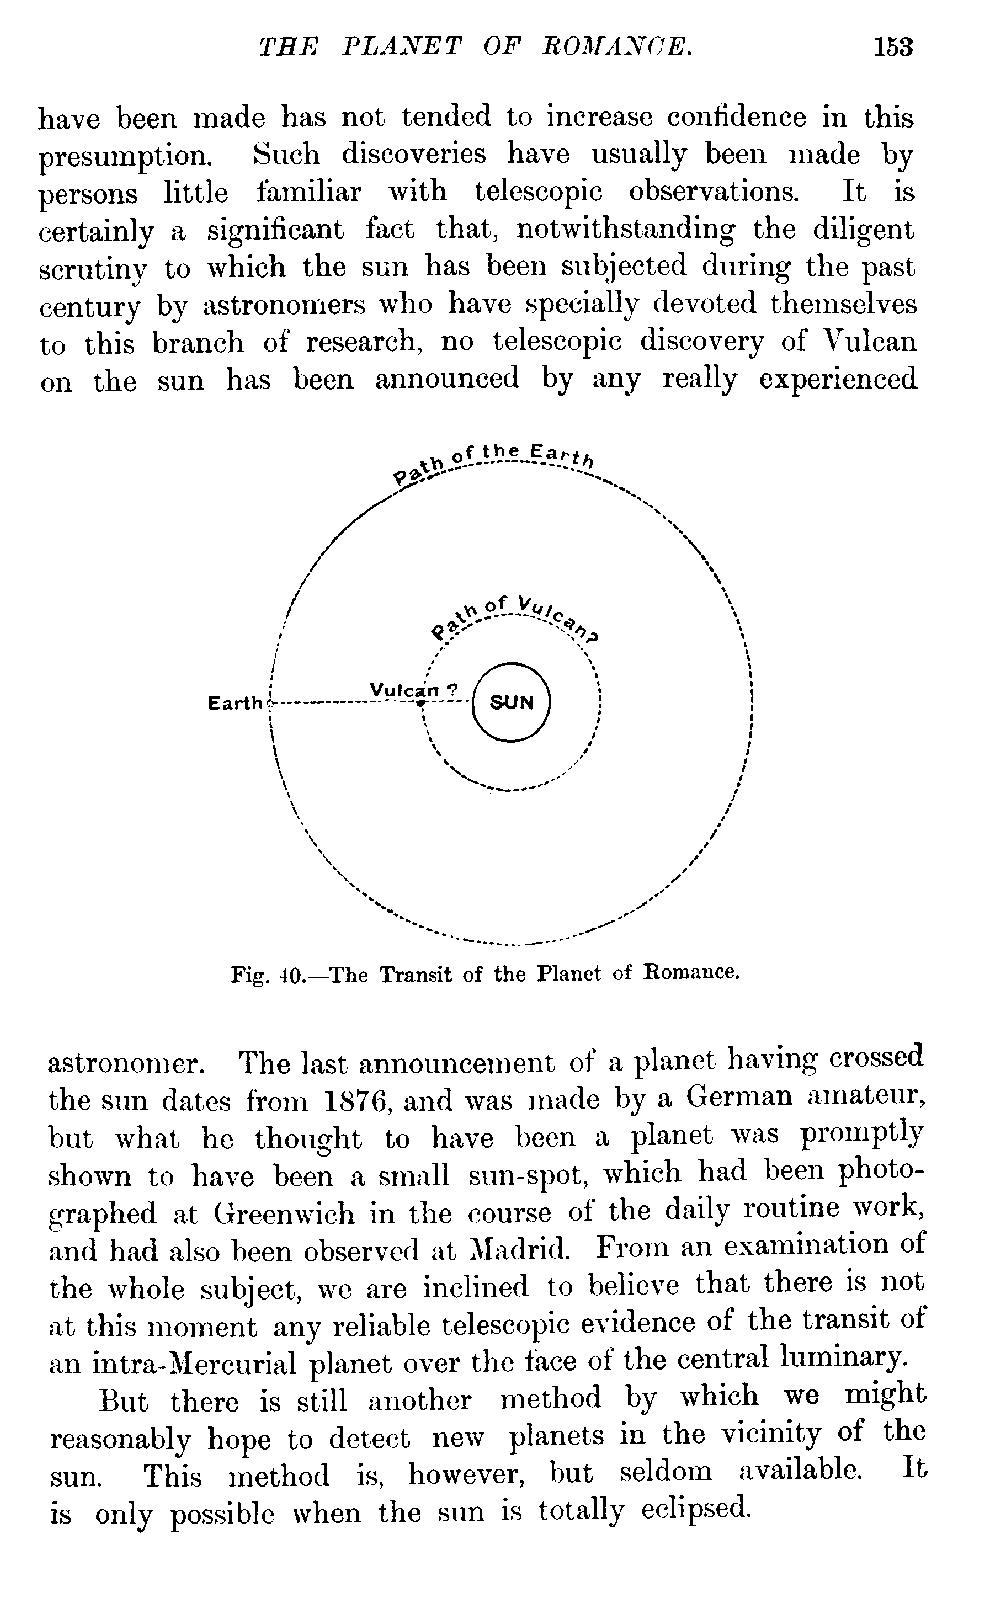 THE PLANET OF ROMANCE. 153
have been made has not tended to increase confidence in this
presumption. Such discoveries have usually been made by
persons little familiar with telescopic observations. It is
certainly a significant fact that, notwithstanding the diligent
scrutiny to which the sun has been subjected during the past
century by astronomers who have specially devoted themselves
to this branch of research, no telescopic discovery of Vulcan
on the sun has been announced by any really experienced
Path of the Earth
Path of Vulcan?
Vulcan ?
Earth
SUN
Fig. 40.—The Transit of the Planet of Romance.
astronomer. The last announcement of a planet having crossed
the sun dates from 1876, and was made by a German amateur,
but what he thought to have been a planet was promptly
shown to have been a small sun-spot, which had been photo-
graphed at Greenwich in the course of the daily routine work,
and had also been observed at Madrid. From an examination of
the whole subject, we are inclined to believe that there is not
at this moment any reliable telescopic evidence of the transit of
an intra-Mercurial planet over the face of the central luminary.
But there is still another method by which we might
reasonably hope to detect new planets in the vicinity of the
sun. This method is, however, but seldom available. It
is only possible when the sun is totally eclipsed.